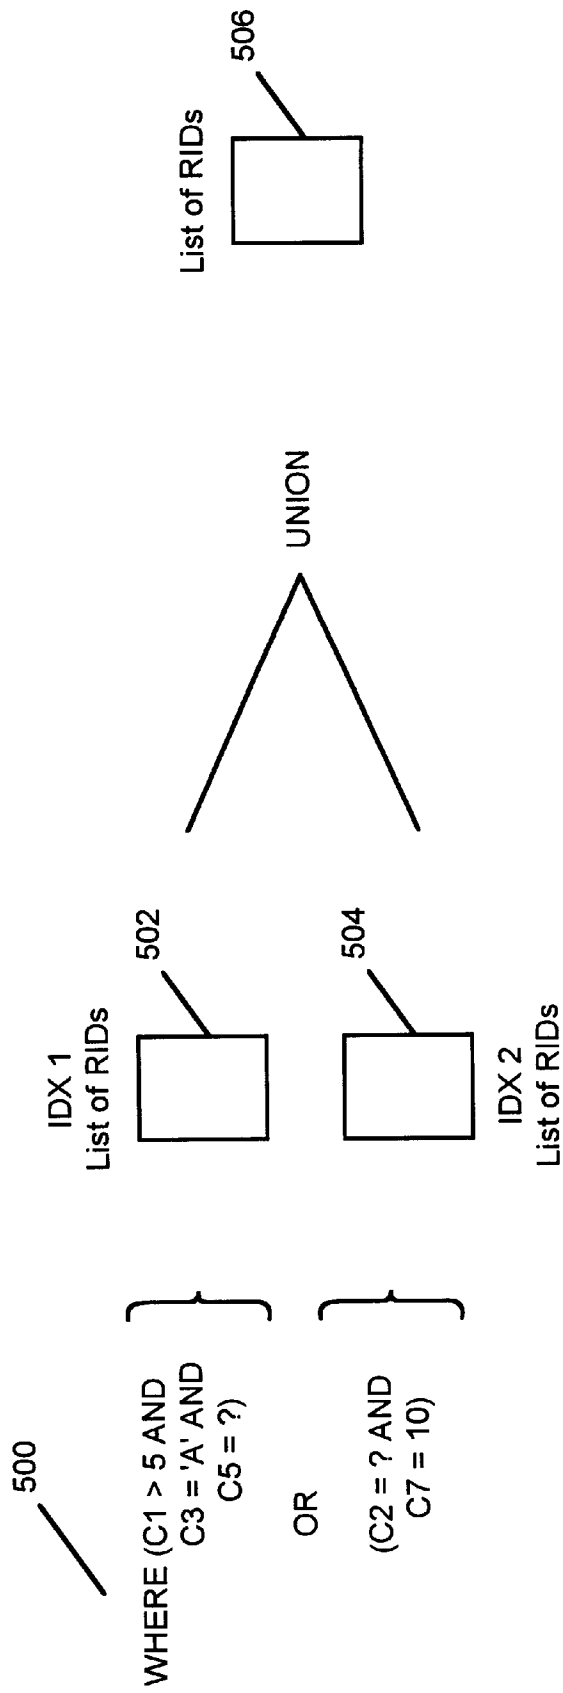 500
WHERE (C1 > 5 AND
C3 = 'A' AND
C5 = ?)
OR
(C2 = ? AND
C7 = 10)
IDX 1
List of RIDs
502
504
IDX 2
List of RIDs
UNION
List of RIDs
506